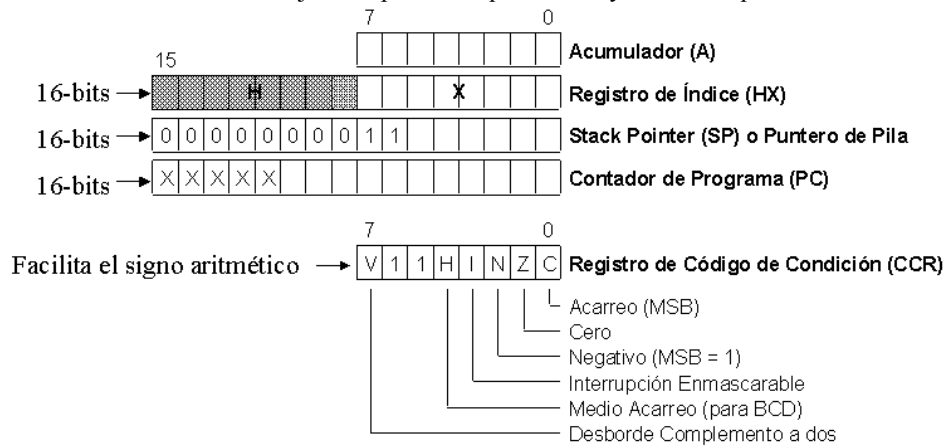 7 0
Acumulador (A)
15
16-bits H X Registro de Índice (HX)
16-bits 0 0 0 0 0 0 0 0 1 1 Stack Pointer (SP) o Puntero de Pila
16-bits X X X X X Contador de Programa (PC)
7 0
Facilita el signo aritmético V 1 1 H I N Z C Registro de Código de Condición (CCR)
Acarreo (MSB)
Cero
Negativo (MSB = 1)
Interrupción Enmascarable
Medio Acarreo (para BCD)
Desborde Complemento a dos